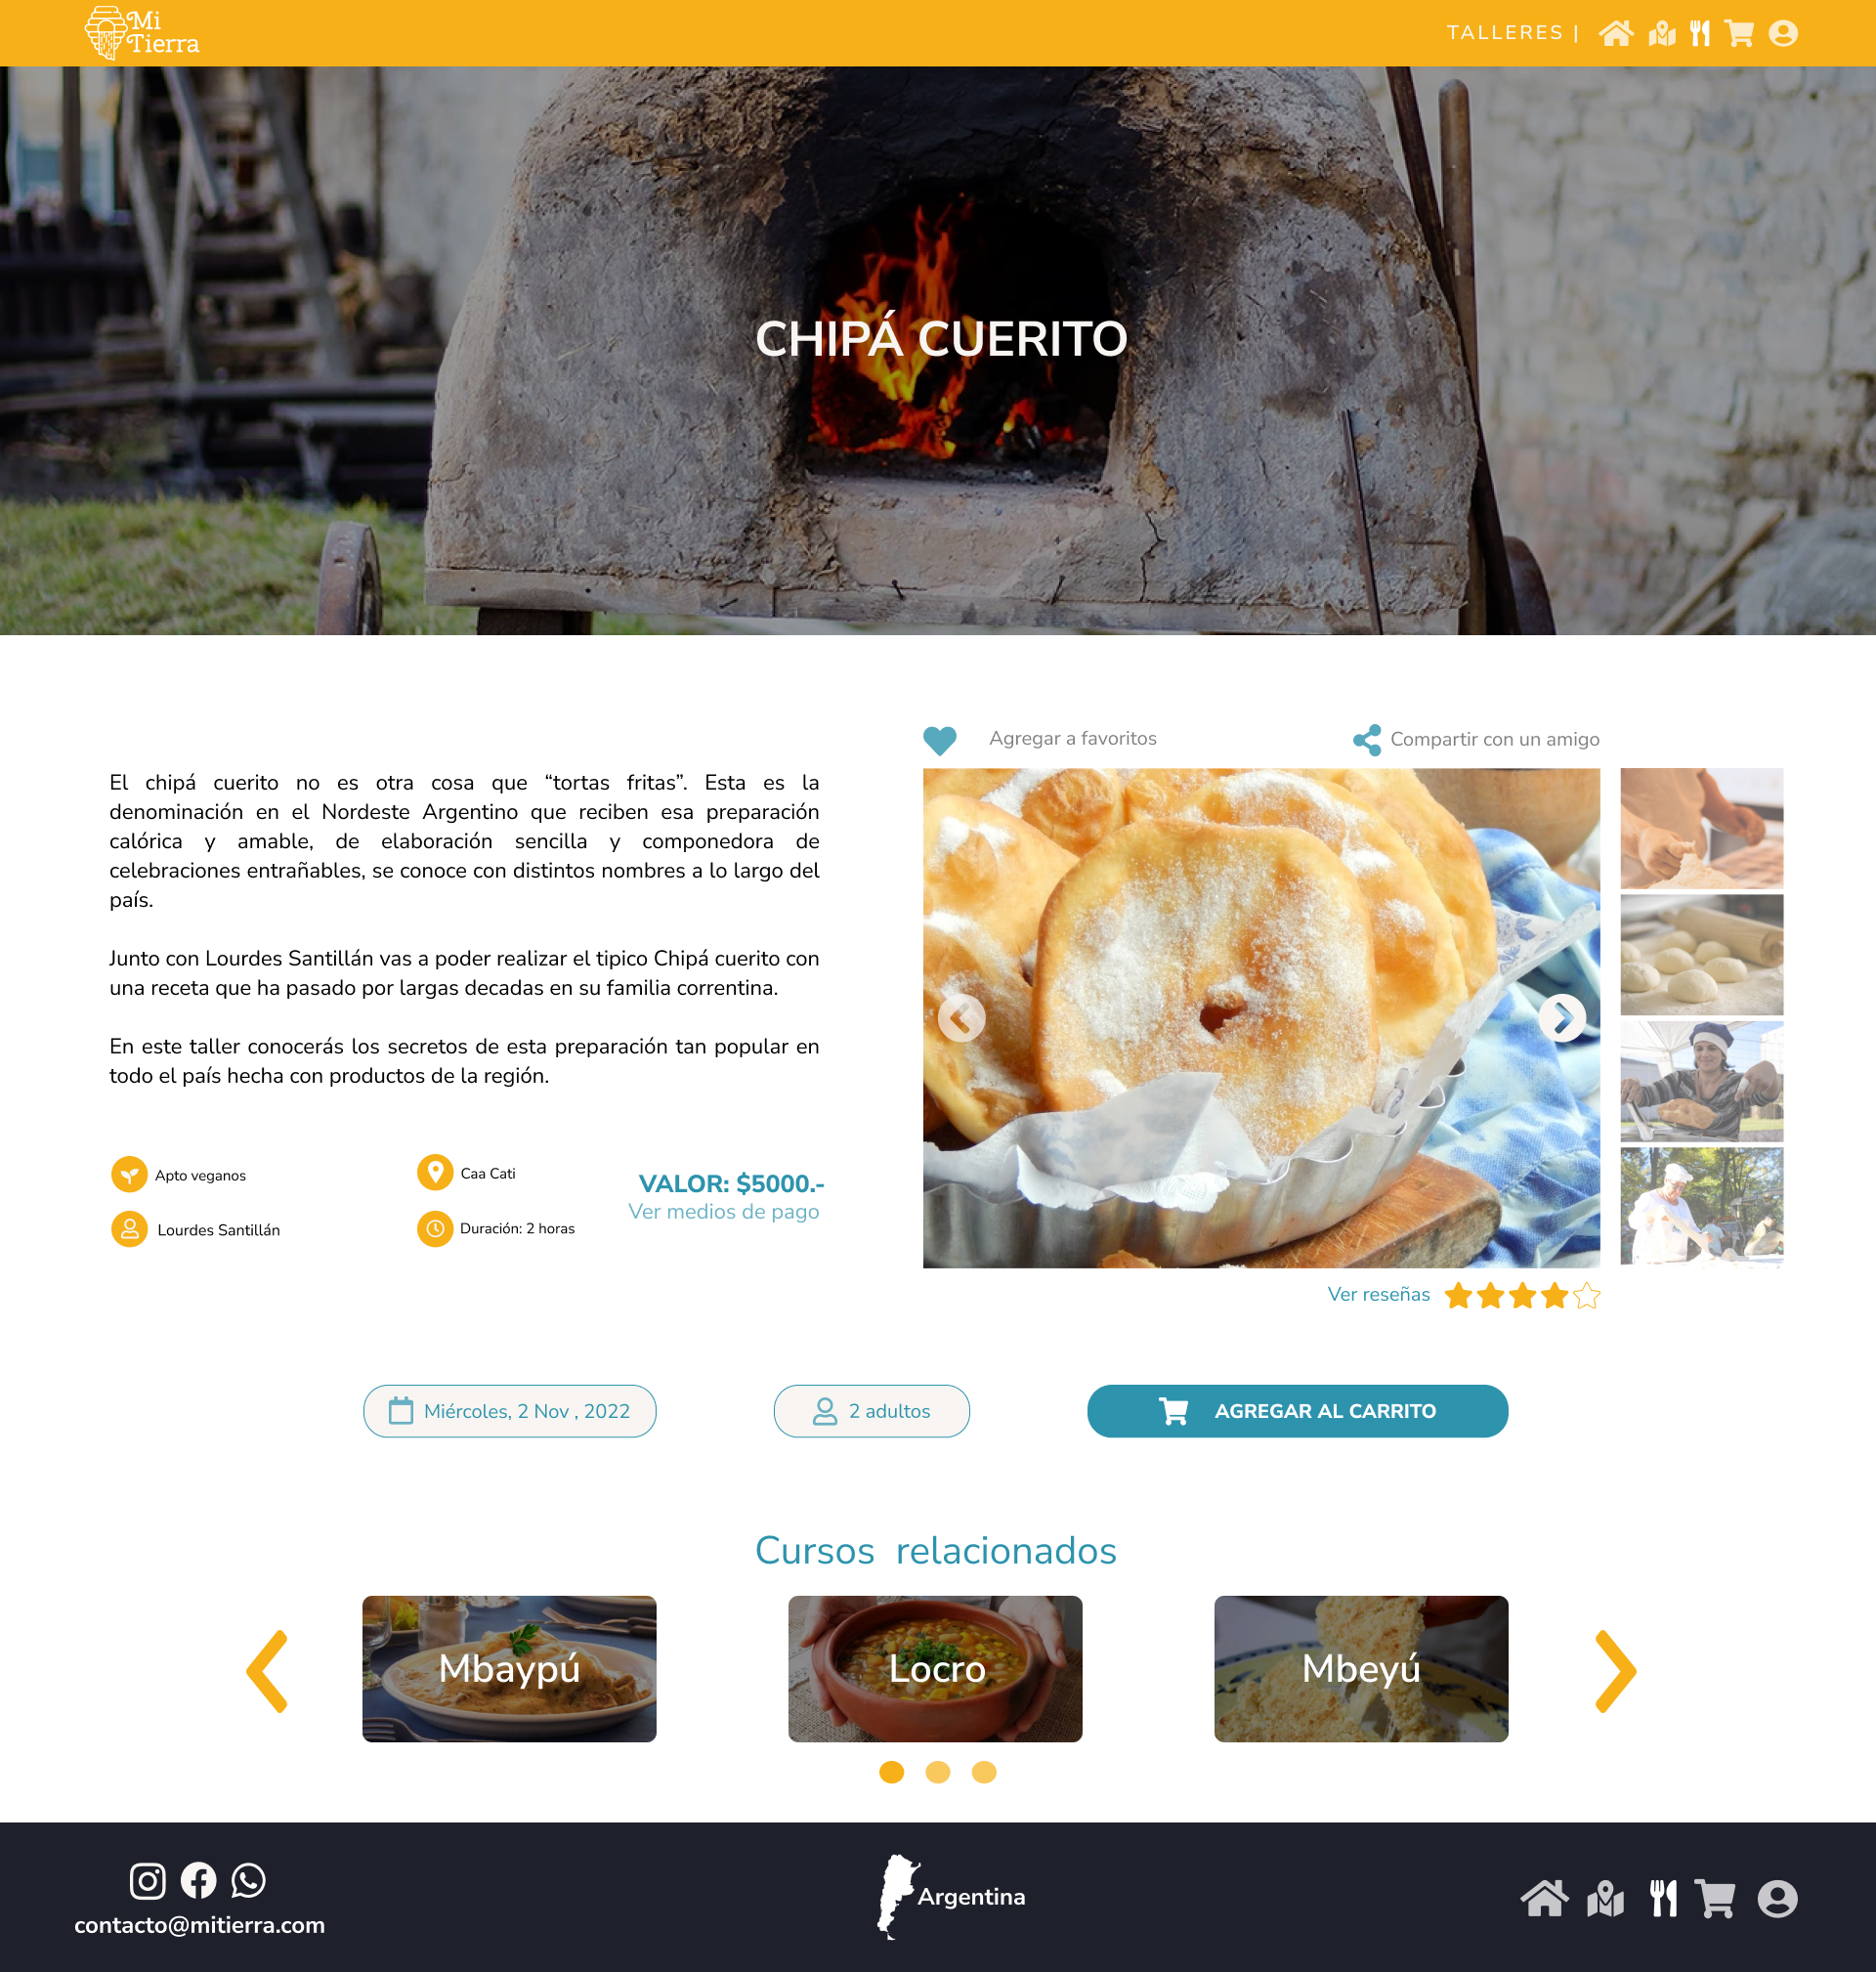 Mi
Tierra
TALLERES |
CHIPÁ CUERITO
Agregar a favoritos
Compartir con un amigo
El chipá cuerito no es otra cosa que “tortas fritas”. Esta es la
denominación en el Nordeste Argentino que reciben esa preparación
calórica y amable, de elaboración sencilla y componedora de
celebraciones entrañables, se conoce con distintos nombres a lo largo del
país.
Junto con Lourdes Santillán vas a poder realizar el tipico Chipá cuerito con
una receta que ha pasado por largas decadas en su familia correntina.
En este taller conocerás los secretos de esta preparación tan popular en
todo el país hecha con productos de la región.
Apto veganos
Caa Cati
Lourdes Santillán
Duración: 2 horas
VALOR: $5000.-
Ver medios de pago
Ver reseñas
Miércoles, 2 Nov , 2022
2 adultos
AGREGAR AL CARRITO
Cursos relacionados
Mbaypú
Locro
Mbeyú
contacto@mitierra.com
Argentina